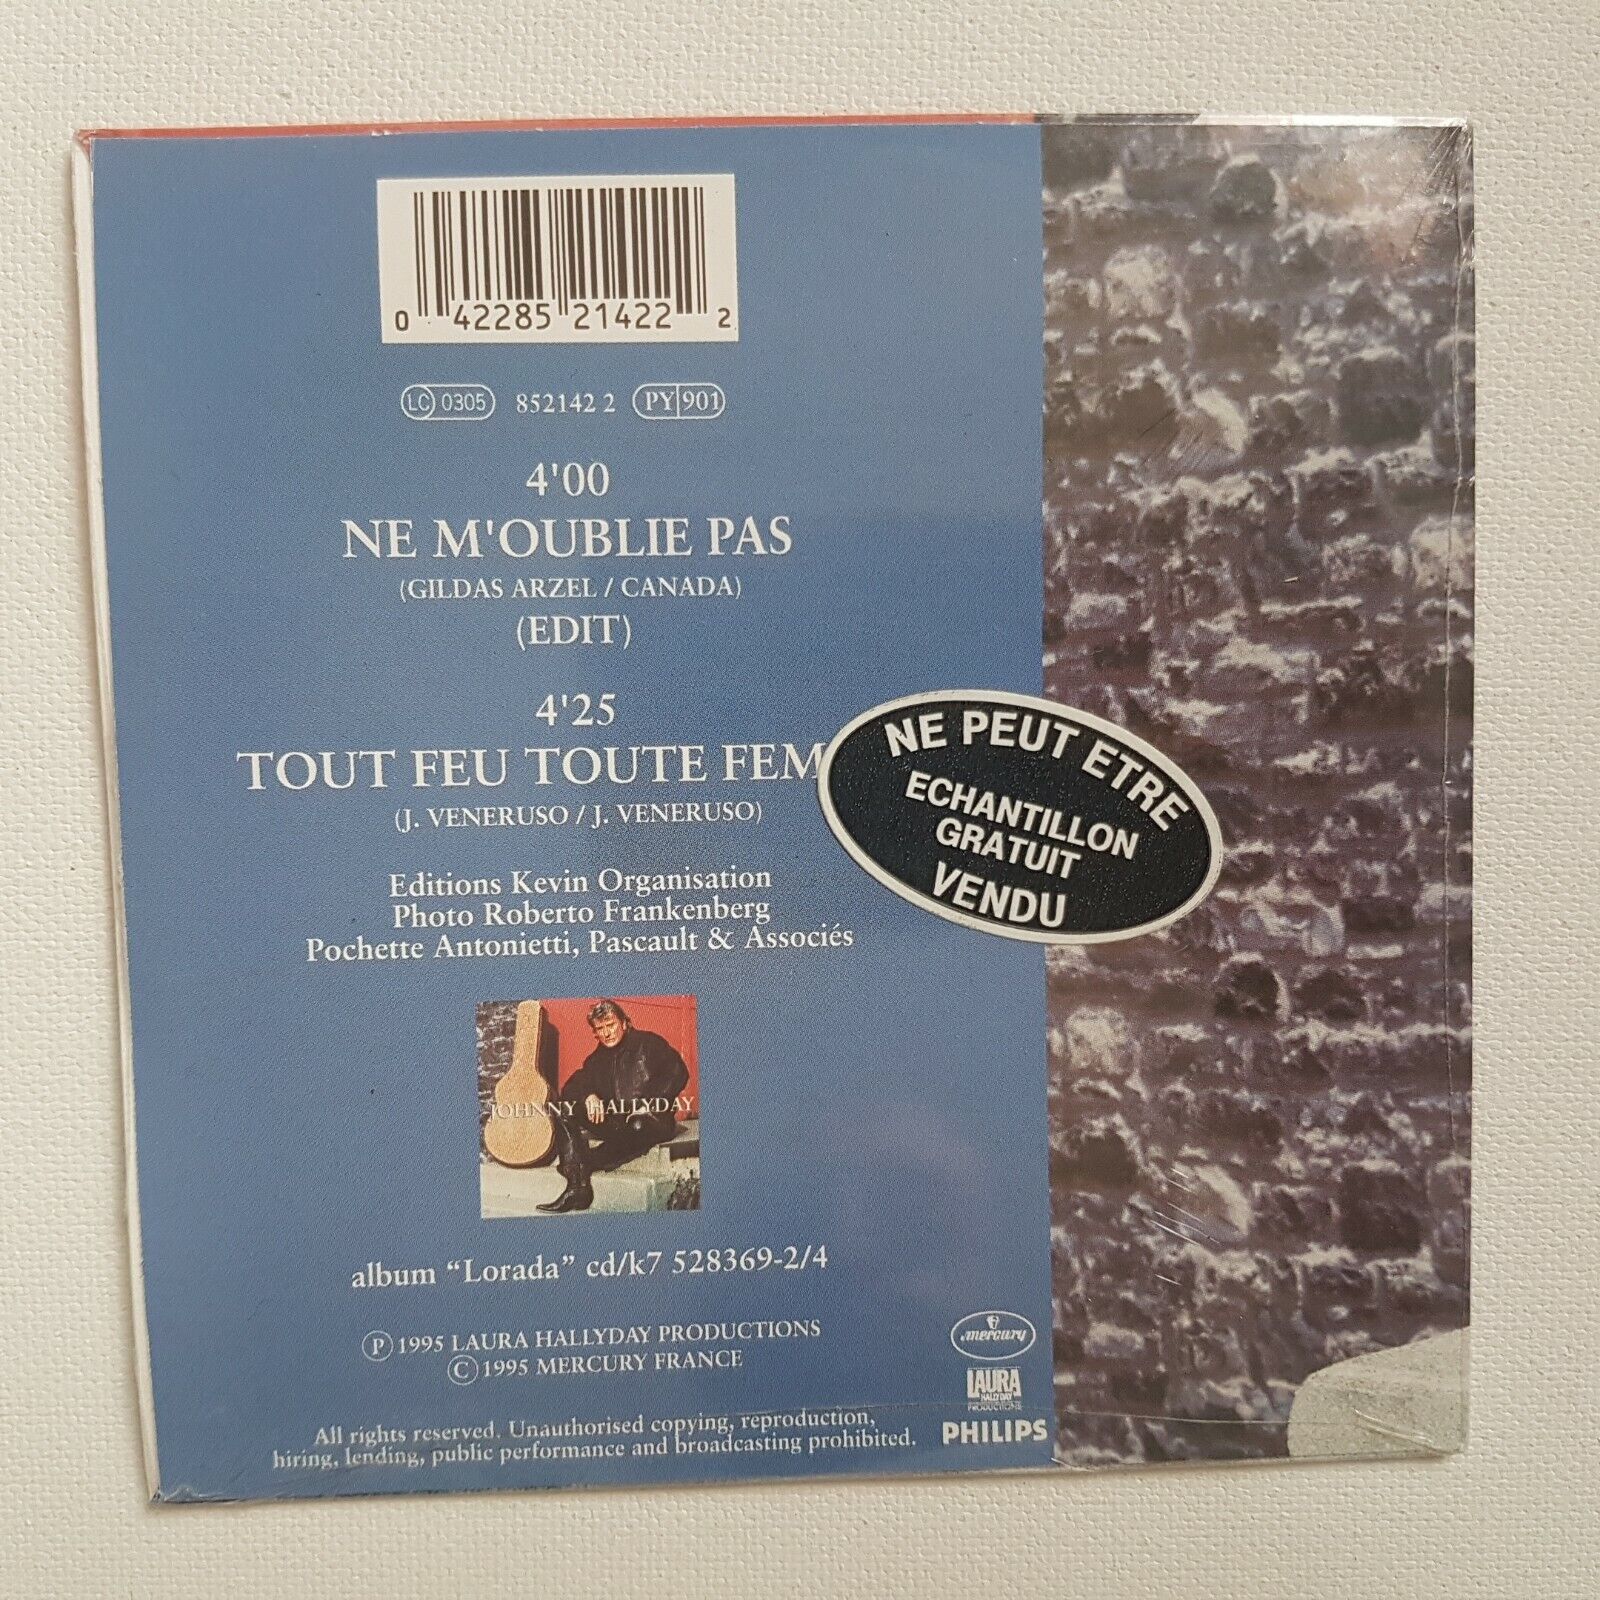 0 42285 21422 2
LC 0305 852142 2 PY 901
4'00
NE M'OUBLIE PAS
(GILDAS ARZEL / CANADA)
(EDIT)
4'25
TOUT FEU TOUTE FEM
(J. VENERUSO / J. VENERUSO)
NE PEUT ETRE
ECHANTILLON
GRATUIT
VENDU
Editions Kevin Organisation
Photo Roberto Frankenberg
Pochette Antonietti, Pascault & Associés
JOHNNY HALLYDAY
album “Lorada” cd/k7 528369-2/4
Ⓟ 1995 LAURA HALLYDAY PRODUCTIONS
© 1995 MERCURY FRANCE
mercury
LAURA
HALLYDAY
PRODUCTIONS
PHILIPS
All rights reserved. Unauthorised copying, reproduction,
hiring, lending, public performance and broadcasting prohibited.